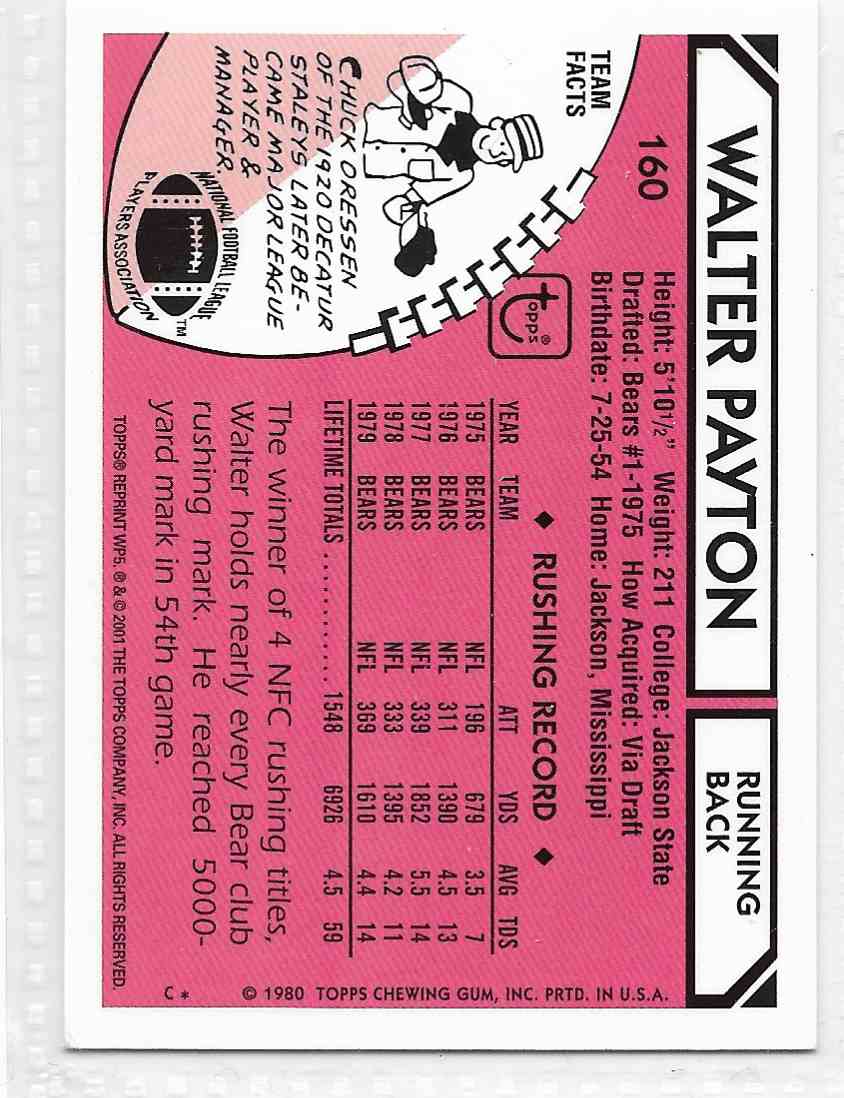 WALTER PAYTON
RUNNING
BACK
160
Height: 5'10½" Weight: 211 College: Jackson State
Drafted: Bears #1-1975 How Acquired: Via Draft
Birthdate: 7-25-54 Home: Jackson, Mississippi
TEAM
FACTS
CHUCK DRESSEN
OF THE 1920 DECATUR
STALEYS LATER BE-
CAME MAJOR LEAGUE
PLAYER &
MANAGER.
NATIONAL FOOTBALL LEAGUE
PLAYERS ASSOCIATION
TM
TOPPS®
◆ RUSHING RECORD ◆
YEAR TEAM ATT YDS AVG TDS
1975 BEARS NFL 196 679 3.5 7
1976 BEARS NFL 311 1390 4.5 13
1977 BEARS NFL 339 1852 5.5 14
1978 BEARS NFL 333 1395 4.2 11
1979 BEARS NFL 369 1610 4.4 14
LIFETIME TOTALS ............ 1548 6926 4.5 59
The winner of 4 NFC rushing titles,
Walter holds nearly every Bear club
rushing mark. He reached 5000-
yard mark in 54th game.
C * © 1980 TOPPS CHEWING GUM, INC. PRTD. IN U.S.A.
TOPPS® REPRINT WP5. ® & © 2001 THE TOPPS COMPANY, INC. ALL RIGHTS RESERVED.